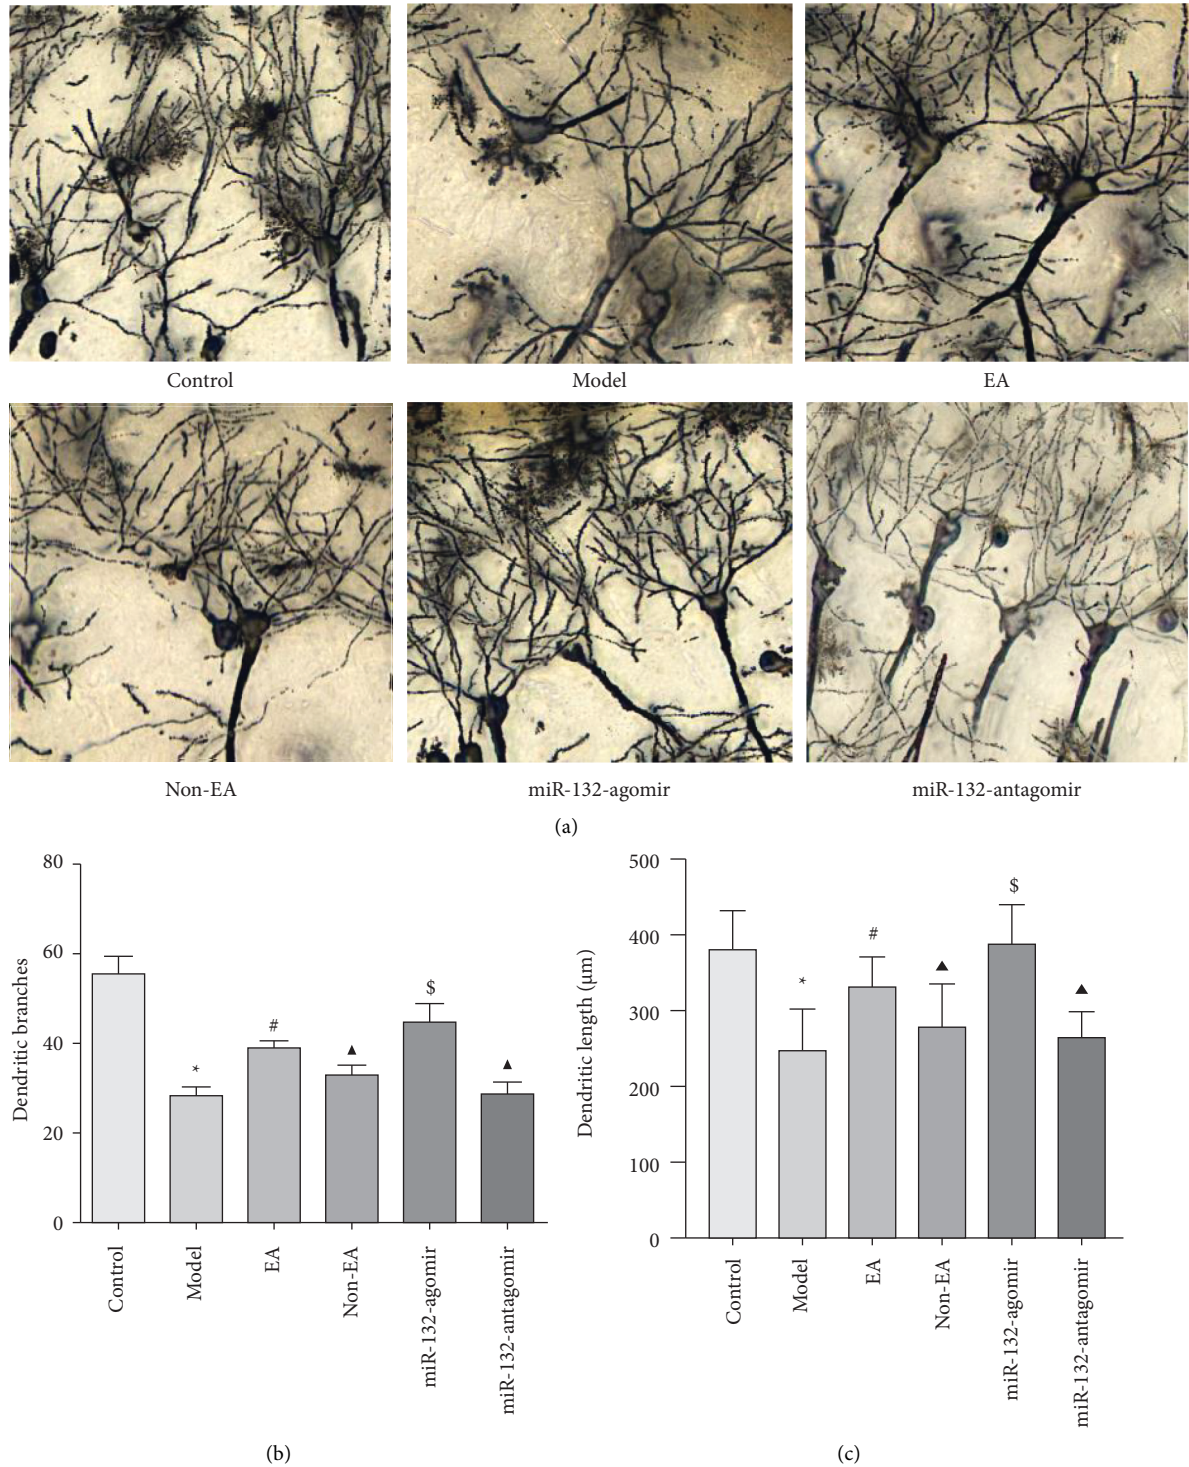 Control
Model
EA
Non-EA
miR-132-agomir
miR-132-antagomir
(a)
80
60
40
20
0
Dendritic branches
*
#
▲
$
▲
Control
Model
EA
Non-EA
miR-132-agomir
miR-132-antagomir
(b)
500
400
300
200
100
0
Dendritic length (μm)
*
#
▲
$
▲
Control
Model
EA
Non-EA
miR-132-agomir
miR-132-antagomir
(c)